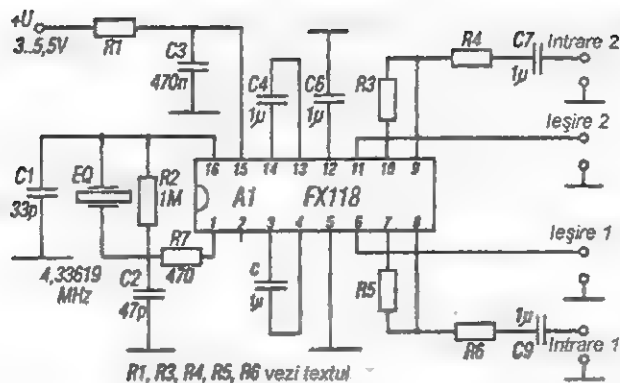 +U
3...5,5V
R1
C3
470n
C4
1µ
C6
1µ
R3
R4
C7
1µ
Intrare 2
Ieşire 2
16 15 14 13 12 11 10 9
C1
33p
EQ
R2
1M
A1 FX118
1 2 3 4 5 6 7 8
R7
470
4,33619
MHz
C2
47p
c
1µ
R5
R6
1µ
C9
Ieşire 1
Intrare 1
R1, R3, R4, R5, R6 vezi textul